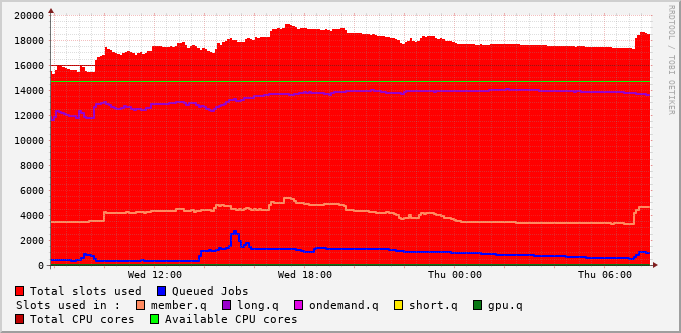 20000
18000
16000
14000
12000
10000
8000
6000
4000
2000
0
Wed 12:00 Wed 18:00 Thu 00:00 Thu 06:00
Total slots used Queued Jobs
Slots used in : member.q long.q ondemand.q short.q gpu.q
Total CPU cores Available CPU cores
RRDTOOL / TOBI OETIKER